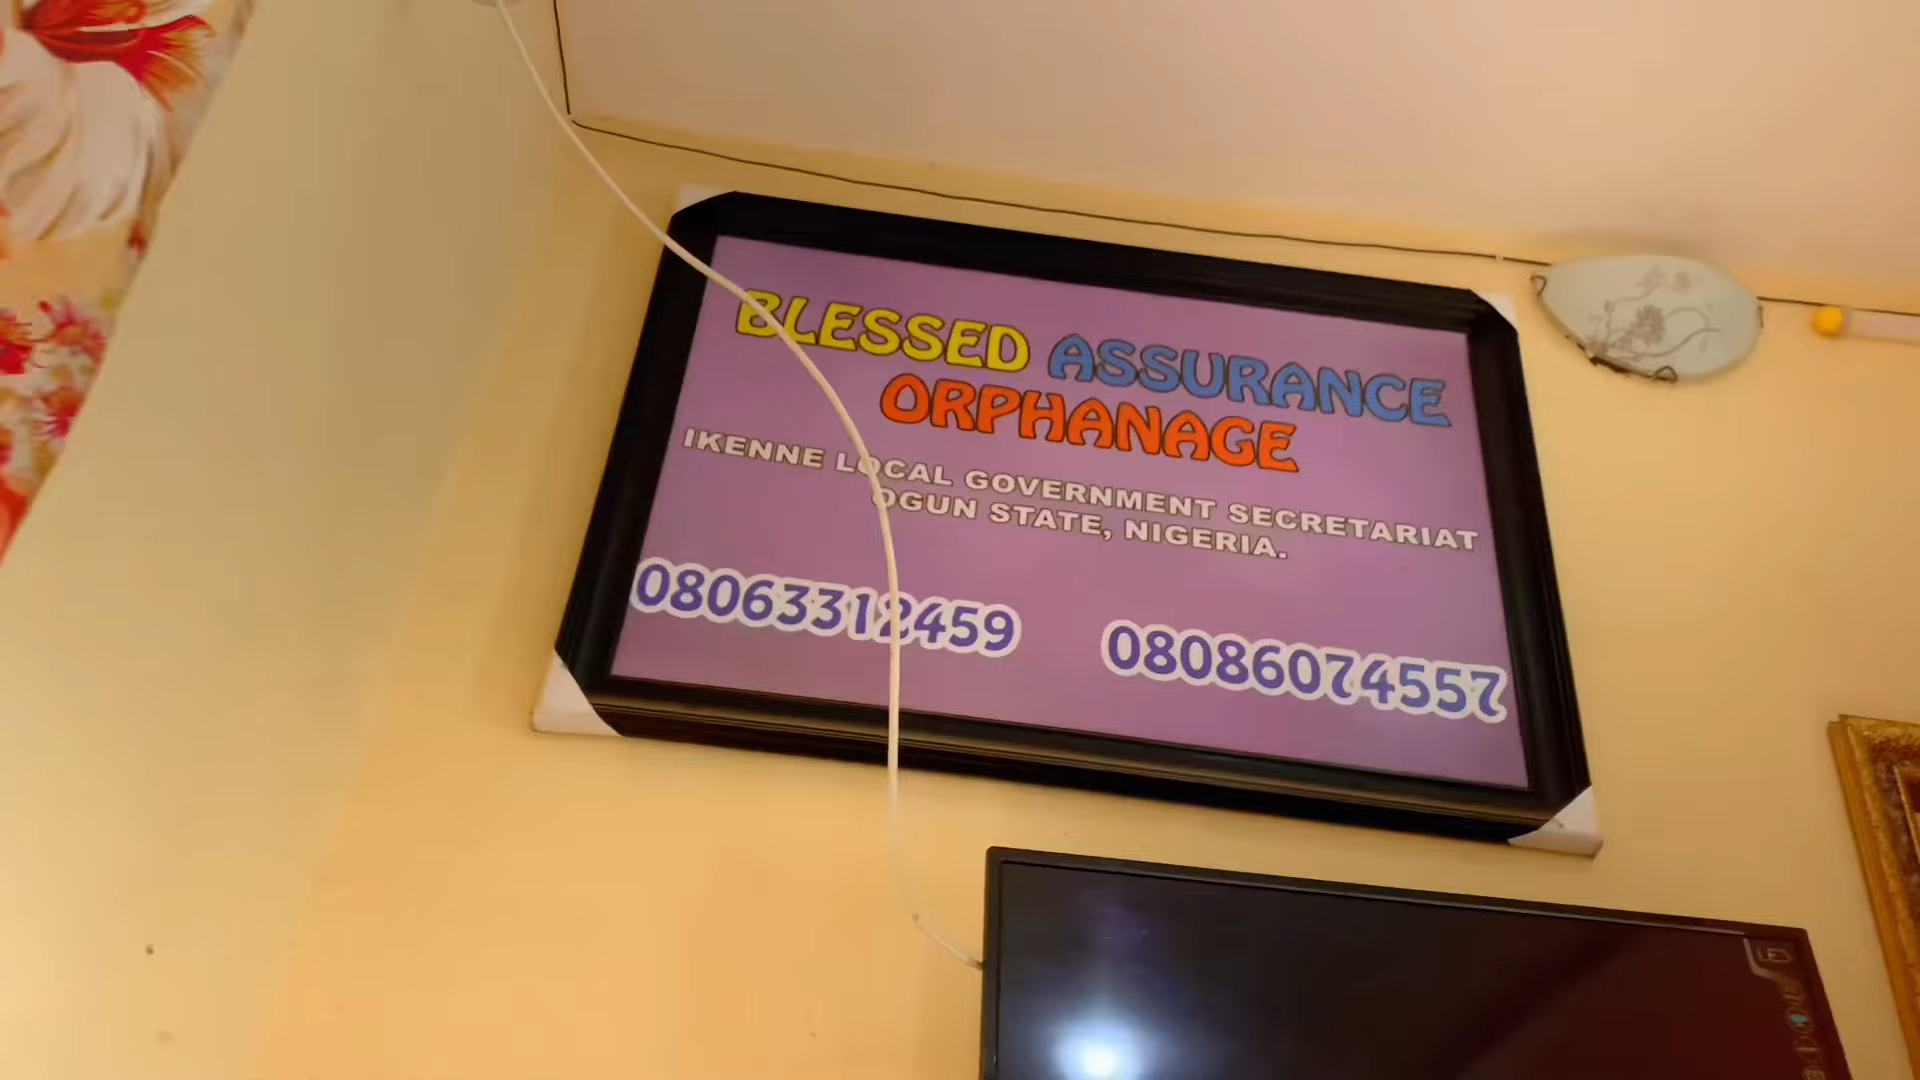 BLESSED ASSURANCE
ORPHANAGE
IKENNE LOCAL GOVERNMENT SECRETARIAT
OGUN STATE, NIGERIA.
08063312459 08086074557